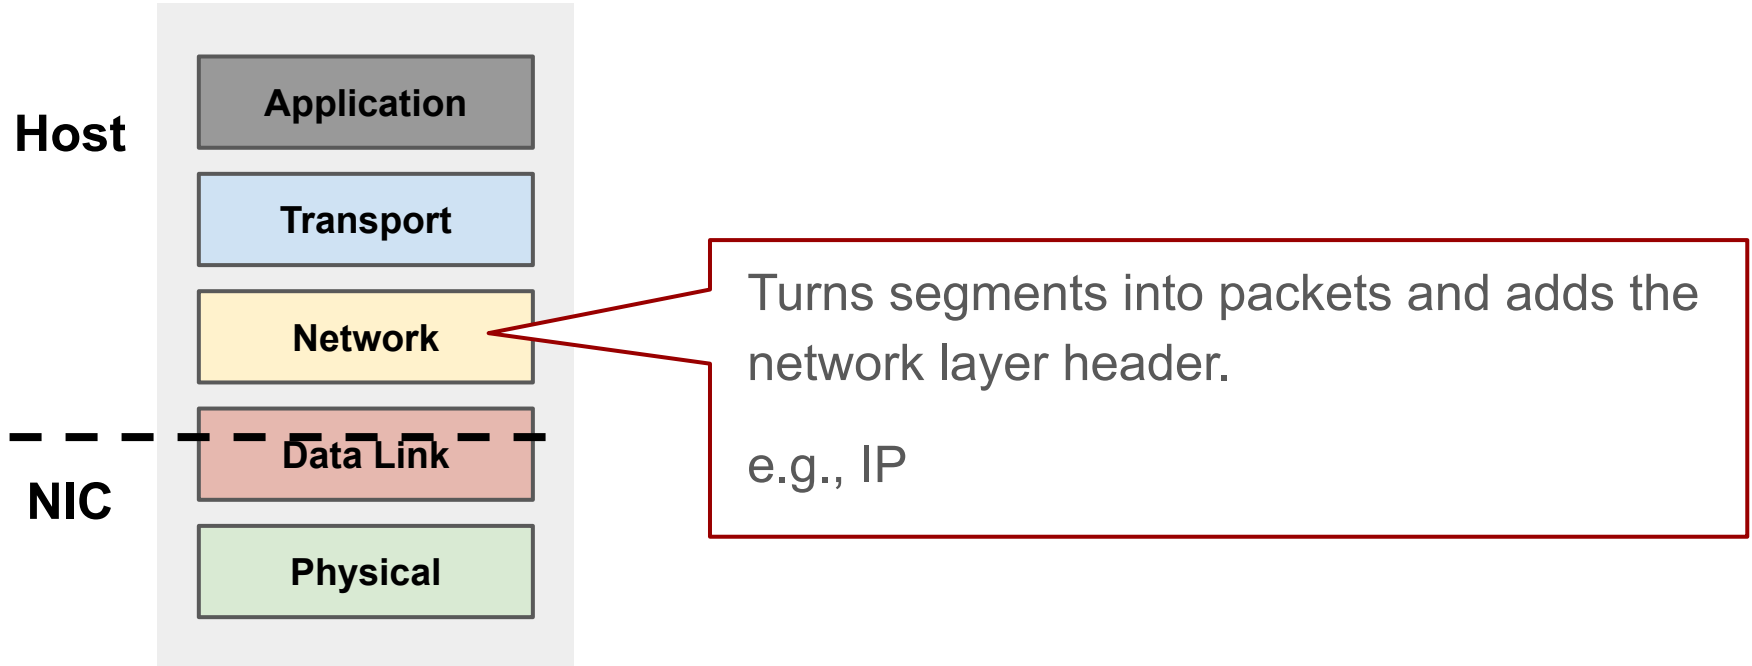 Host
Application
Transport
Network
Data Link
NIC
Physical
Turns segments into packets and adds the
network layer header.
e.g., IP